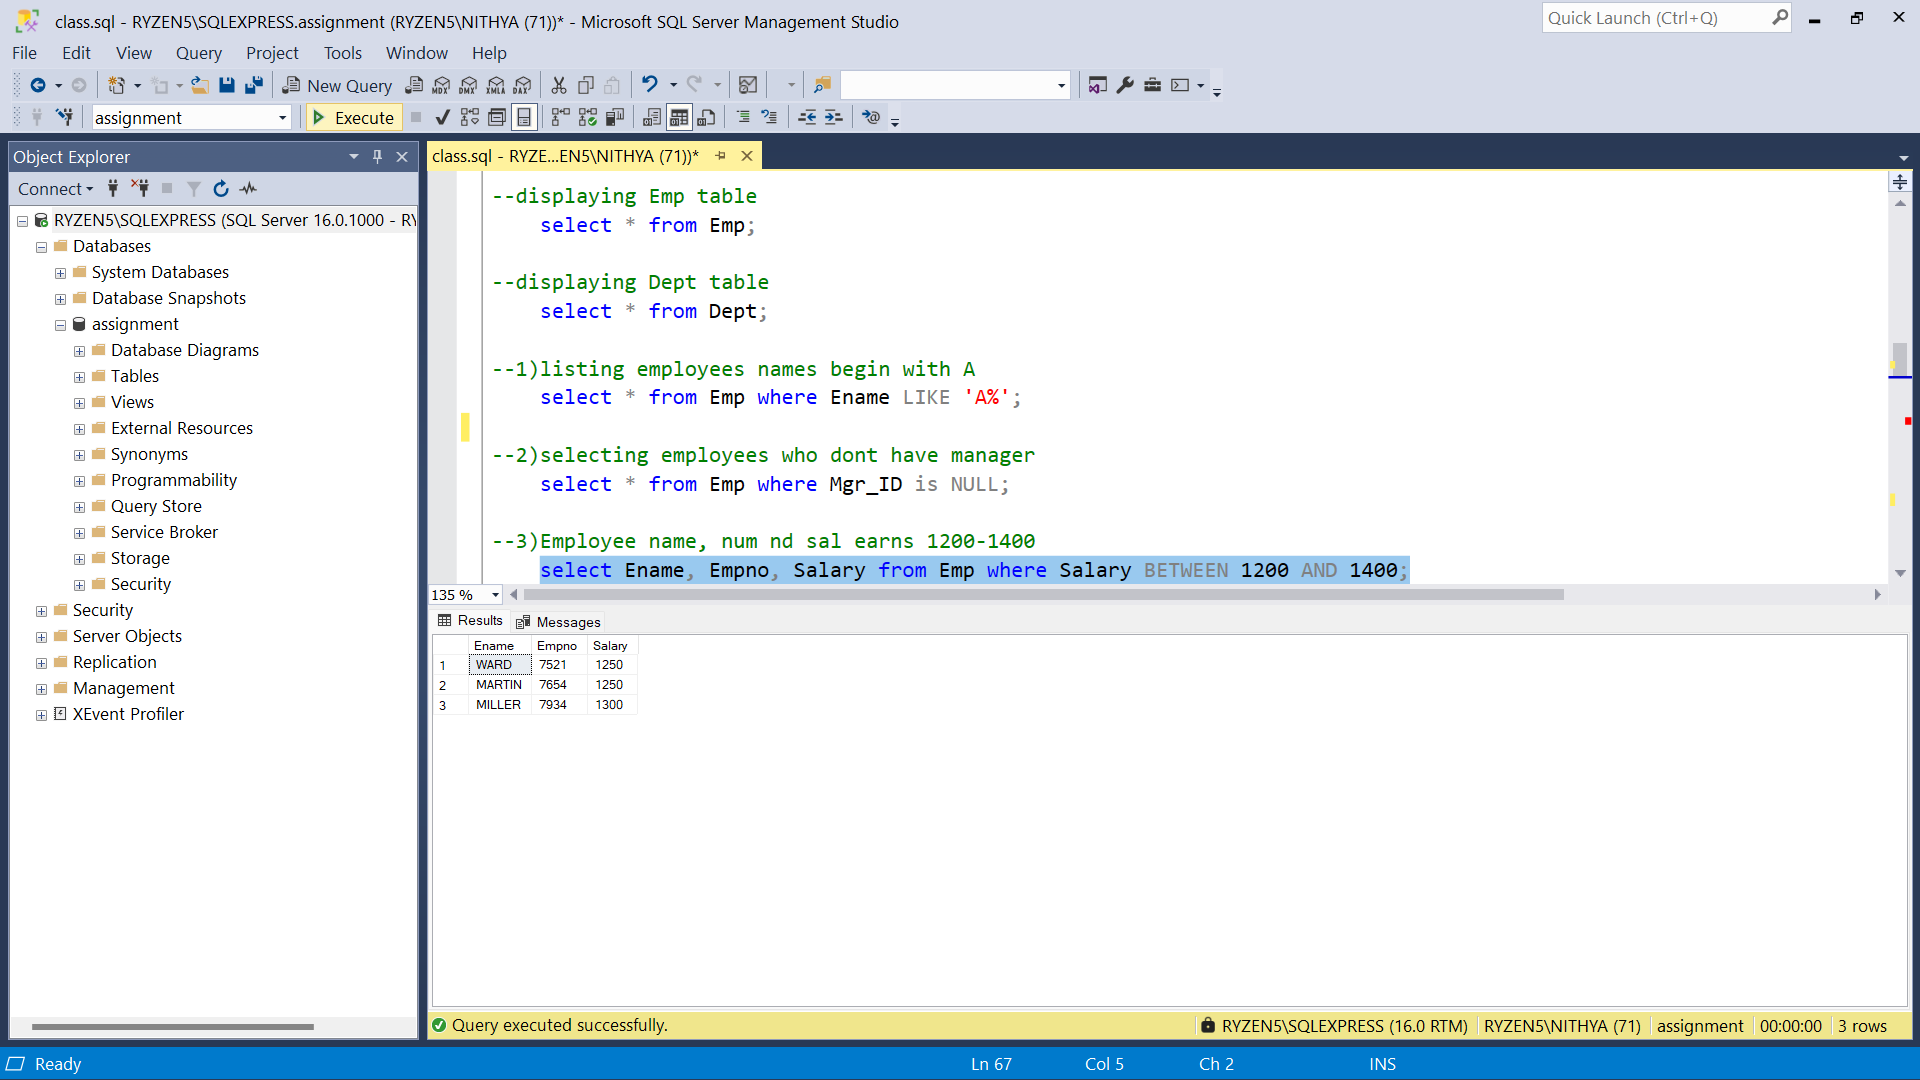 class.sql - RYZEN5\SQLEXPRESS.assignment (RYZEN5\NITHYA (71))* - Microsoft SQL Server Management Studio
Quick Launch (Ctrl+Q)
File Edit View Query Project Tools Window Help
New Query MDX DMX XMLA DAX
assignment Execute
Object Explorer
class.sql - RYZE...EN5\NITHYA (71))*
Connect
RYZEN5\SQLEXPRESS (SQL Server 16.0.1000 - RY
Databases
System Databases
Database Snapshots
assignment
Database Diagrams
Tables
Views
External Resources
Synonyms
Programmability
Query Store
Service Broker
Storage
Security
Security
Server Objects
Replication
Management
XEvent Profiler
--displaying Emp table
select * from Emp;
--displaying Dept table
select * from Dept;
--1)listing employees names begin with A
select * from Emp where Ename LIKE 'A%';
--2)selecting employees who dont have manager
select * from Emp where Mgr_ID is NULL;
--3)Employee name, num nd sal earns 1200-1400
select Ename, Empno, Salary from Emp where Salary BETWEEN 1200 AND 1400;
135 %
Results Messages
Ename Empno Salary
1 WARD 7521 1250
2 MARTIN 7654 1250
3 MILLER 7934 1300
Query executed successfully. RYZEN5\SQLEXPRESS (16.0 RTM) RYZEN5\NITHYA (71) assignment 00:00:00 3 rows
Ready Ln 67 Col 5 Ch 2 INS